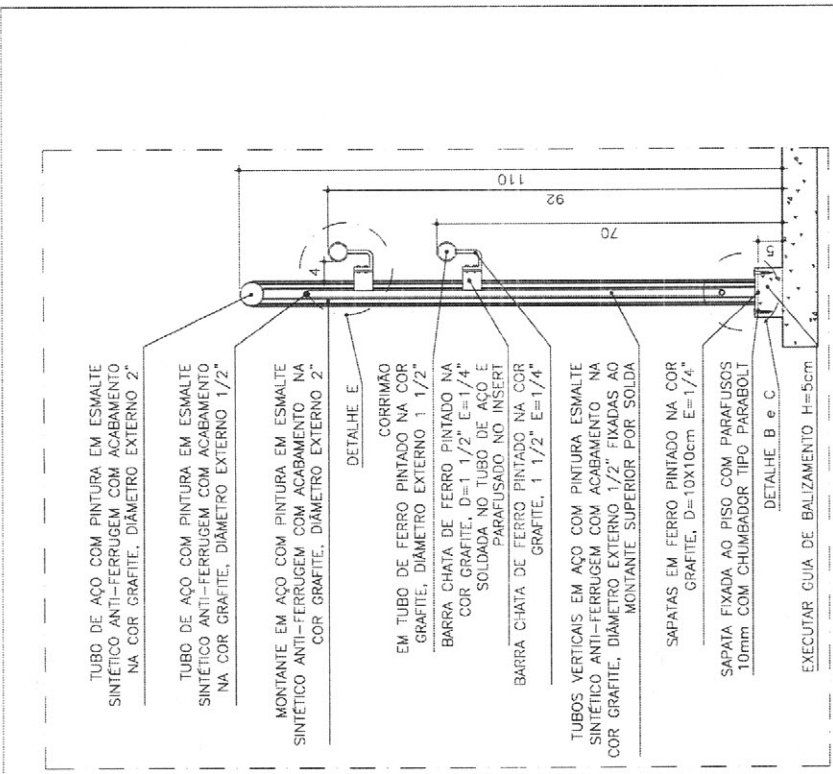 TUBO DE AÇO COM PINTURA EM ESMALTE
SINTÉTICO ANTI-FERRUGEM COM ACABAMENTO
NA COR GRAFITE, DIÂMETRO EXTERNO 2"
TUBO DE AÇO COM PINTURA EM ESMALTE
SINTÉTICO ANTI-FERRUGEM COM ACABAMENTO
NA COR GRAFITE, DIÂMETRO EXTERNO 1/2"
MONTANTE EM AÇO COM PINTURA EM ESMALTE
SINTÉTICO ANTI-FERRUGEM COM ACABAMENTO NA
COR GRAFITE, DIÂMETRO EXTERNO 2"
DETALHE E
CORRIMÃO
EM TUBO DE FERRO PINTADO NA COR
GRAFITE, DIÂMETRO EXTERNO 1 1/2"
BARRA CHATA DE FERRO PINTADO NA
COR GRAFITE, D=1 1/2" E=1/4"
SOLDADA NO TUBO DE AÇO E
PARAFUSADO NO INSERT
BARRA CHATA DE FERRO PINTADO NA COR
GRAFITE, 1 1/2" E=1/4"
TUBOS VERTICAIS EM AÇO COM PINTURA ESMALTE
SINTÉTICO ANTI-FERRUGEM COM ACABAMENTO NA
COR GRAFITE, DIÂMETRO EXTERNO 1/2" FIXADAS AO
MONTANTE SUPERIOR POR SOLDA
SAPATAS EM FERRO PINTADO NA COR
GRAFITE, D=10X10cm E=1/4"
SAPATA FIXADA AO PISO COM PARAFUSOS
10mm COM CHUMBADOR TIPO PARABOLT
DETALHE B e C
EXECUTAR GUIA DE BALIZAMENTO H=5cm
4
110
92
70
5